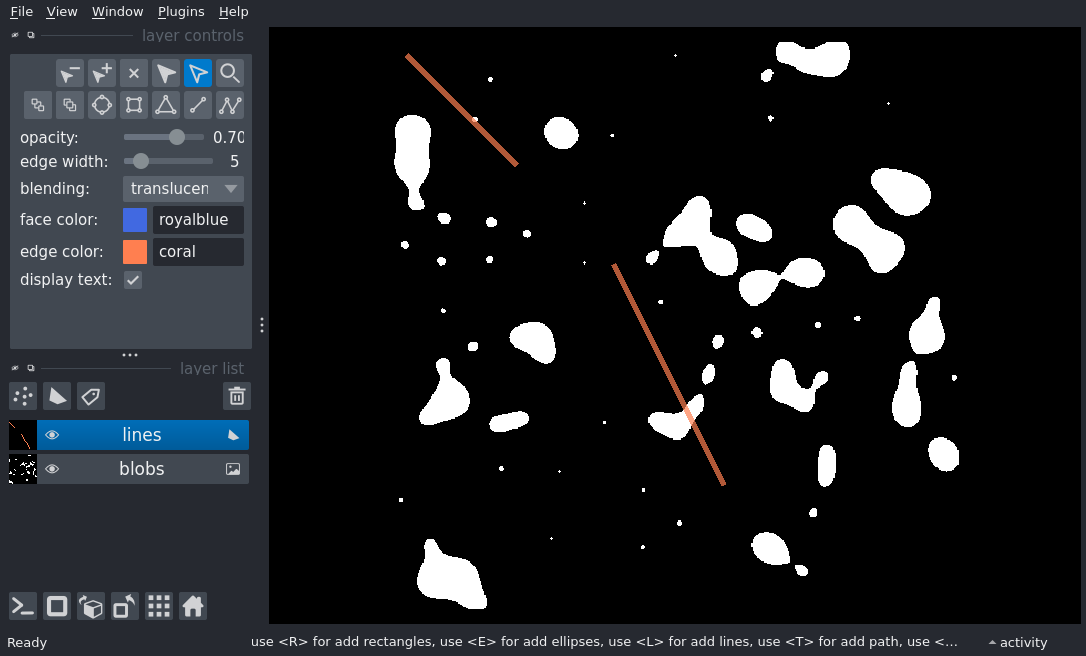 File View Window Plugins Help
layer controls
opacity: 0.70
edge width: 5
blending: translucen
face color: royalblue
edge color: coral
display text:
layer list
lines
blobs
Ready use <R> for add rectangles, use <E> for add ellipses, use <L> for add lines, use <T> for add path, use <... activity